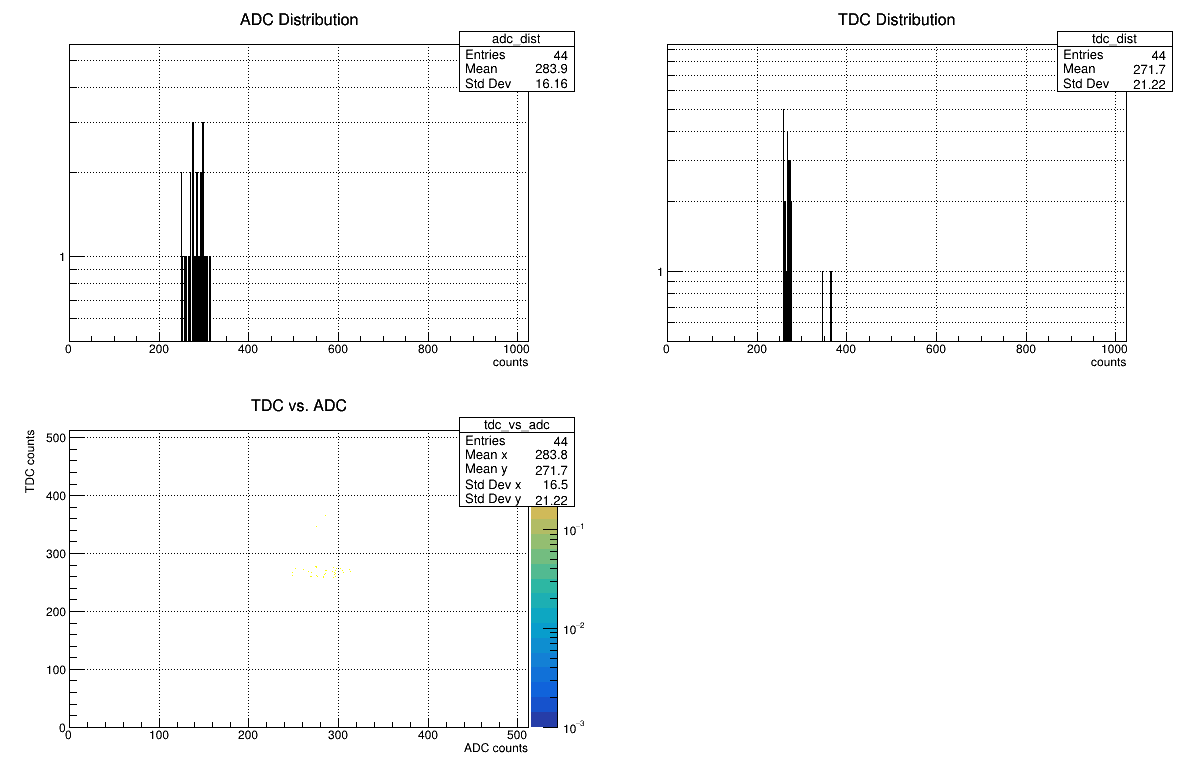 ADC Distribution
adc_dist
Entries 44
Mean 283.9
Std Dev 16.16
1
0 200 400 600 800 1000
counts
TDC Distribution
tdc_dist
Entries 44
Mean 271.7
Std Dev 21.22
1
0 200 400 600 800 1000
counts
TDC vs. ADC
tdc_vs_adc
Entries 44
Mean x 283.8
Mean y 271.7
Std Dev x 16.5
Std Dev y 21.22
TDC counts
500
400
300
200
100
0
0 100 200 300 400 500
ADC counts
10⁻¹
10⁻²
10⁻³